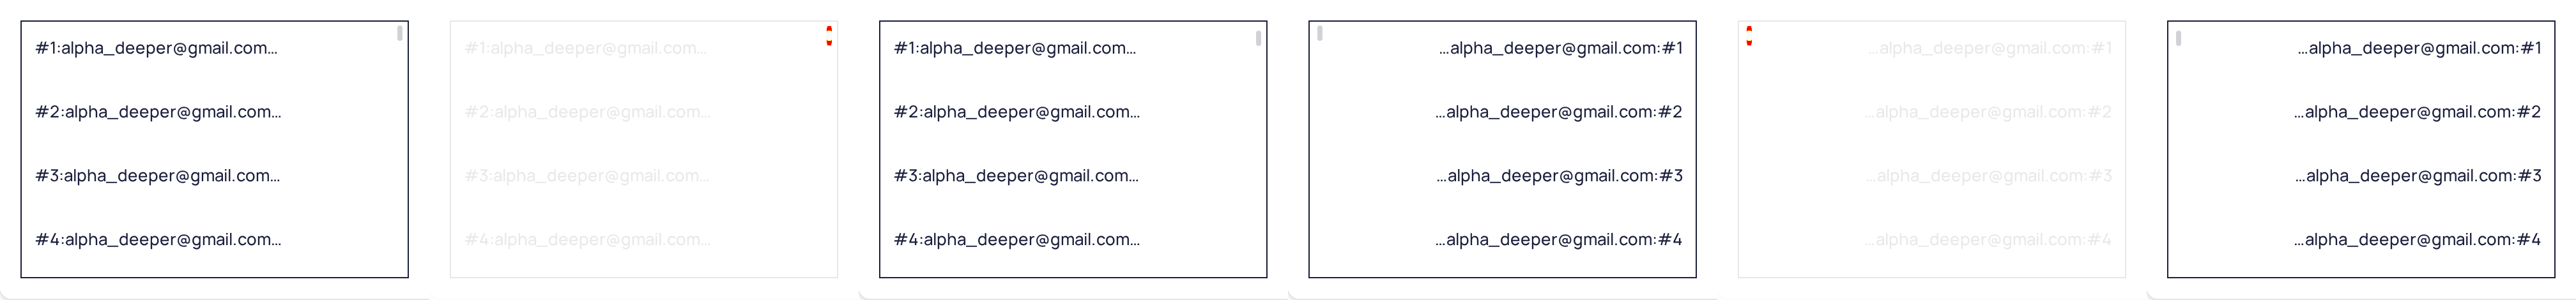 #1:alpha_deeper@gmail.com...
#2:alpha_deeper@gmail.com...
#3:alpha_deeper@gmail.com...
#4:alpha_deeper@gmail.com...
#1:alpha_deeper@gmail.com...
#2:alpha_deeper@gmail.com...
#3:alpha_deeper@gmail.com...
#4:alpha_deeper@gmail.com...
#1:alpha_deeper@gmail.com...
#2:alpha_deeper@gmail.com...
#3:alpha_deeper@gmail.com...
#4:alpha_deeper@gmail.com...
...alpha_deeper@gmail.com:#1
...alpha_deeper@gmail.com:#2
...alpha_deeper@gmail.com:#3
...alpha_deeper@gmail.com:#4
...alpha_deeper@gmail.com:#1
...alpha_deeper@gmail.com:#2
...alpha_deeper@gmail.com:#3
...alpha_deeper@gmail.com:#4
...alpha_deeper@gmail.com:#1
...alpha_deeper@gmail.com:#2
...alpha_deeper@gmail.com:#3
...alpha_deeper@gmail.com:#4